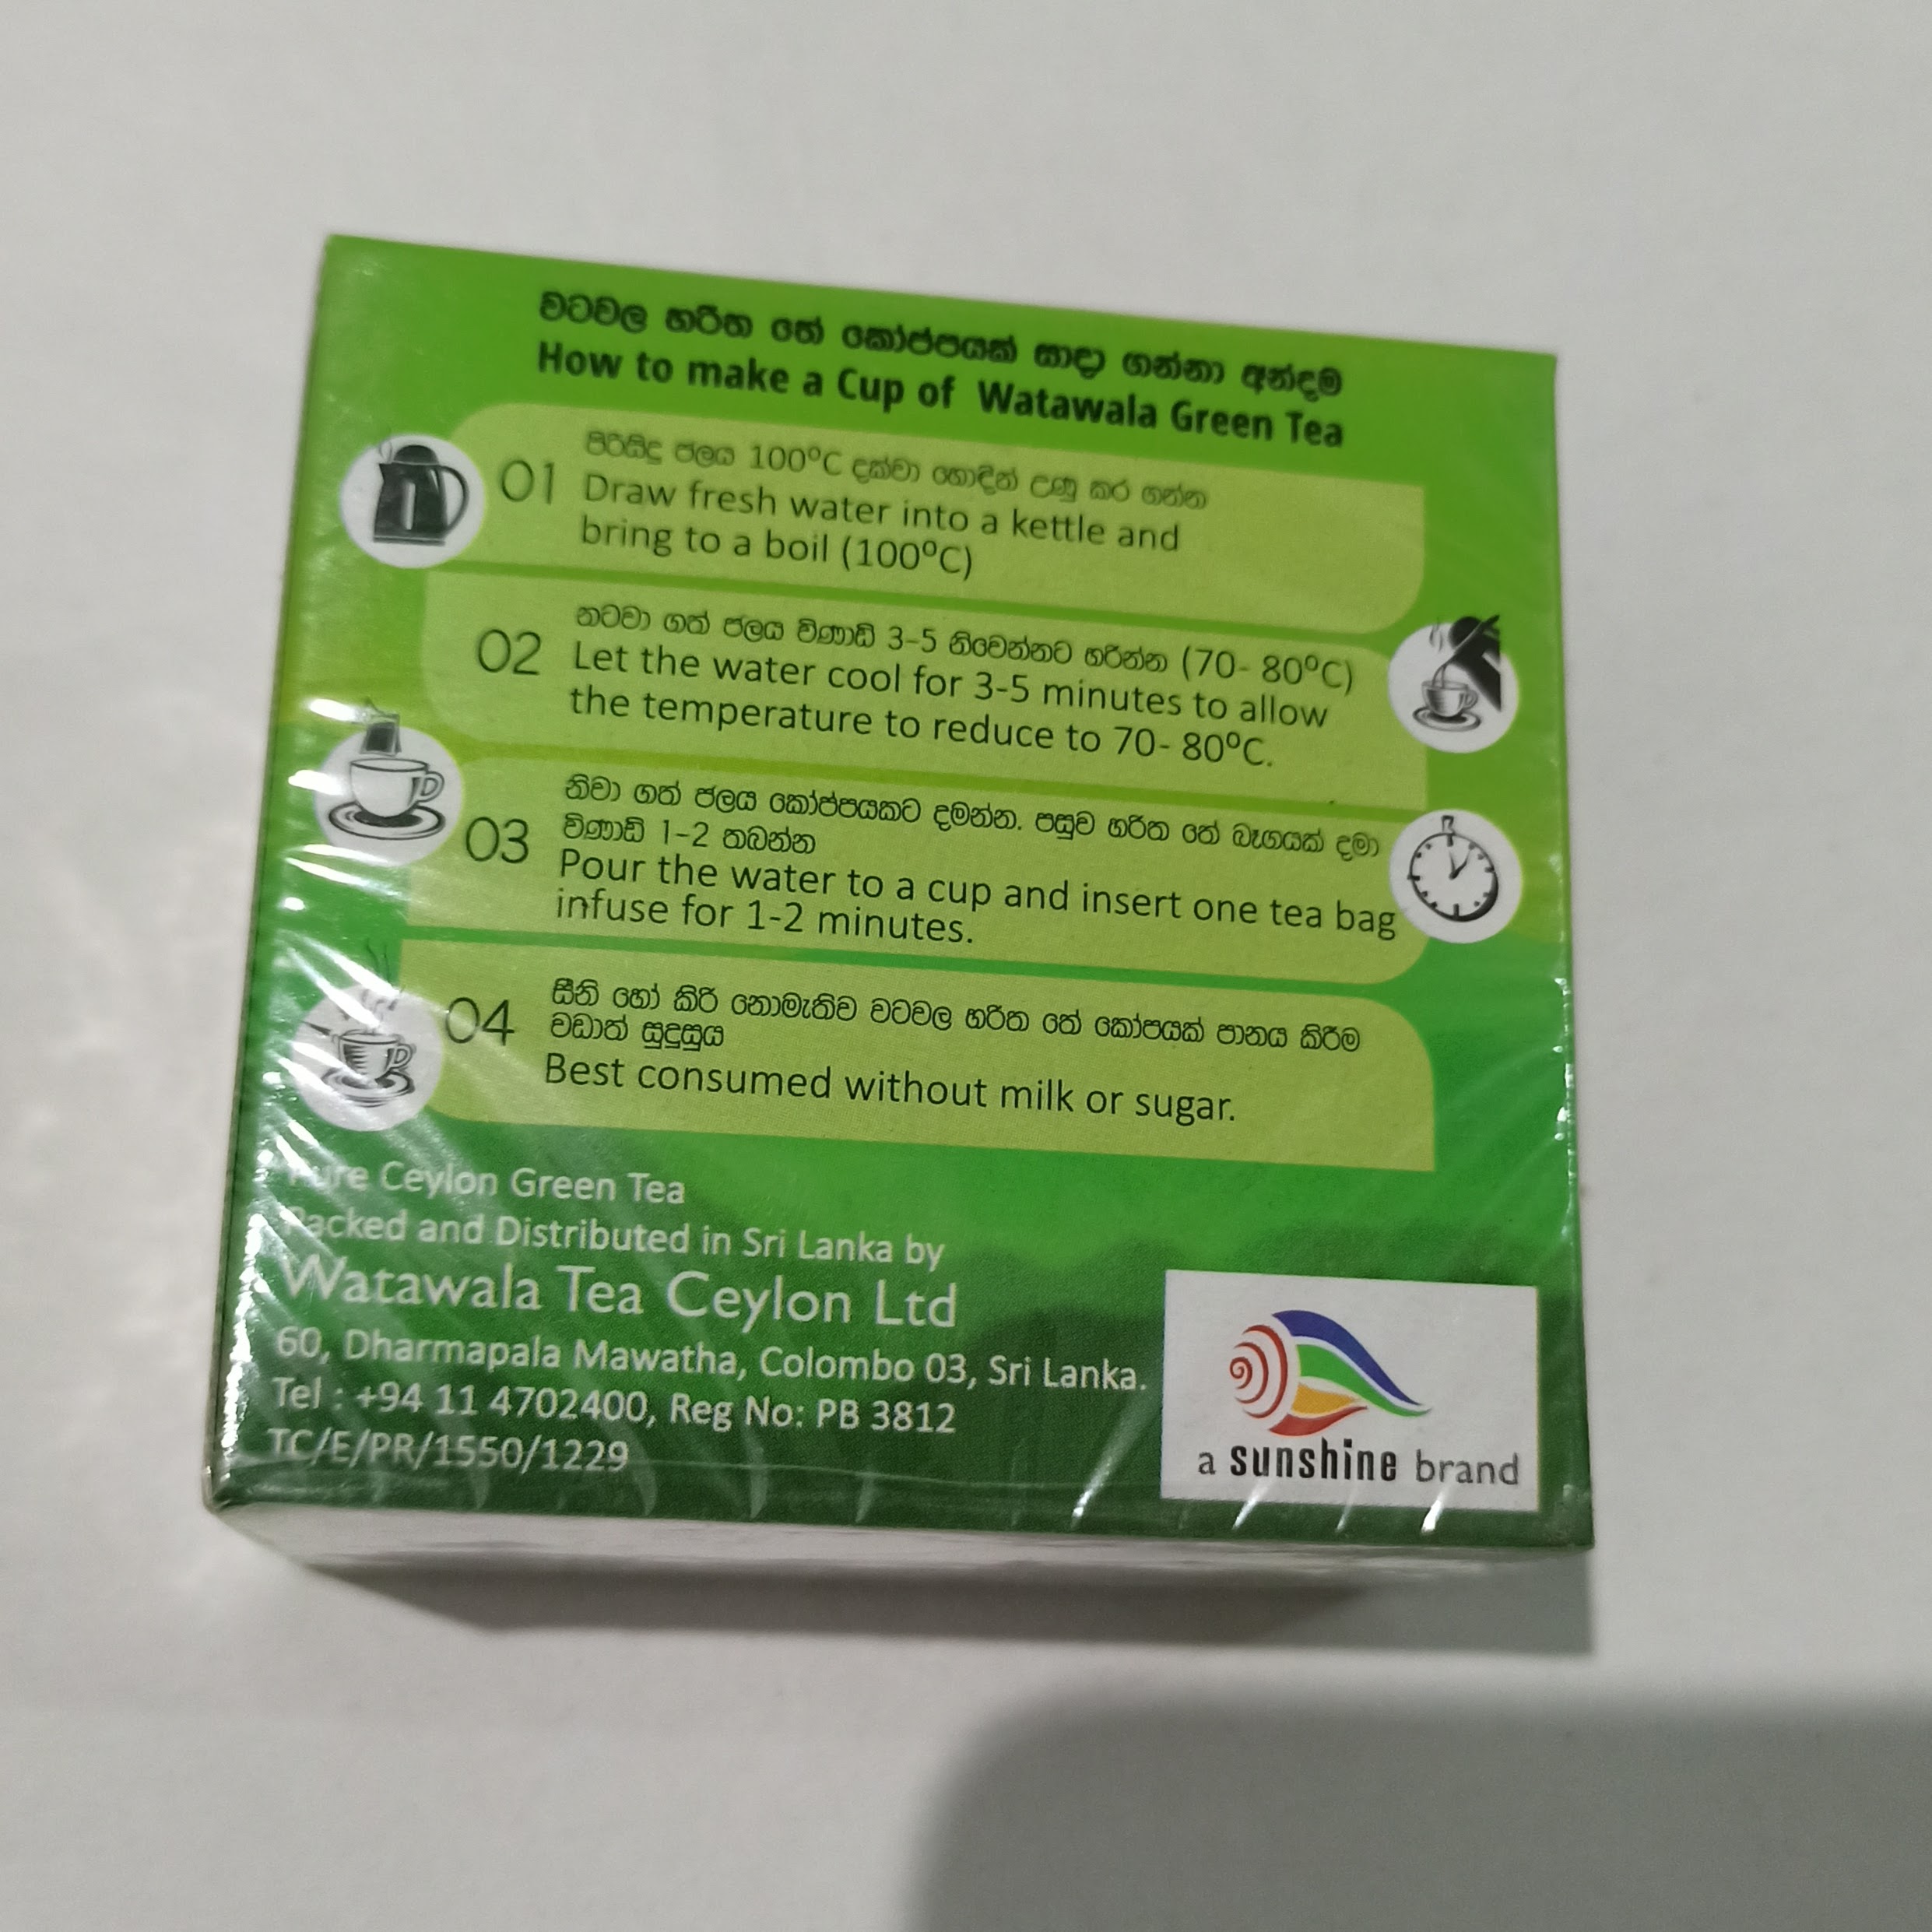 වටවල හරිත තේ කෝප්පයක් සාදා ගන්නා අන්දම
How to make a Cup of Watawala Green Tea
01
පිරිසිදු ජලය 100°C දක්වා හොඳින් උණු කර ගන්න
Draw fresh water into a kettle and
bring to a boil (100°C)
02
නටවා ගත් ජලය විණාඩි 3-5 නිවෙන්නට හරින්න (70- 80°C)
Let the water cool for 3-5 minutes to allow
the temperature to reduce to 70- 80°C.
03
නිවා ගත් ජලය කෝප්පයකට දමන්න. පසුව හරිත තේ බෑගයක් දමා
විණාඩි 1-2 තබන්න
Pour the water to a cup and insert one tea bag
infuse for 1-2 minutes.
04
සීනි හෝ කිරි නොමැතිව වටවල හරිත තේ කෝපයක් පානය කිරීම
වඩාත් සුදුසුය
Best consumed without milk or sugar.
Pure Ceylon Green Tea
Packed and Distributed in Sri Lanka by
Watawala Tea Ceylon Ltd
60, Dharmapala Mawatha, Colombo 03, Sri Lanka.
Tel : +94 11 4702400, Reg No: PB 3812
TC/E/PR/1550/1229
a sunshine brand